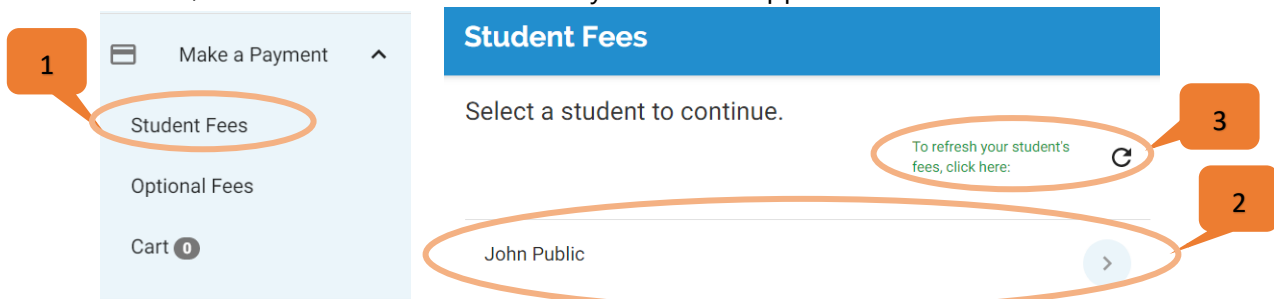 Make a Payment
1
Student Fees
Optional Fees
Cart 0
Student Fees
Select a student to continue.
To refresh your student's
fees, click here:
3
2
John Public